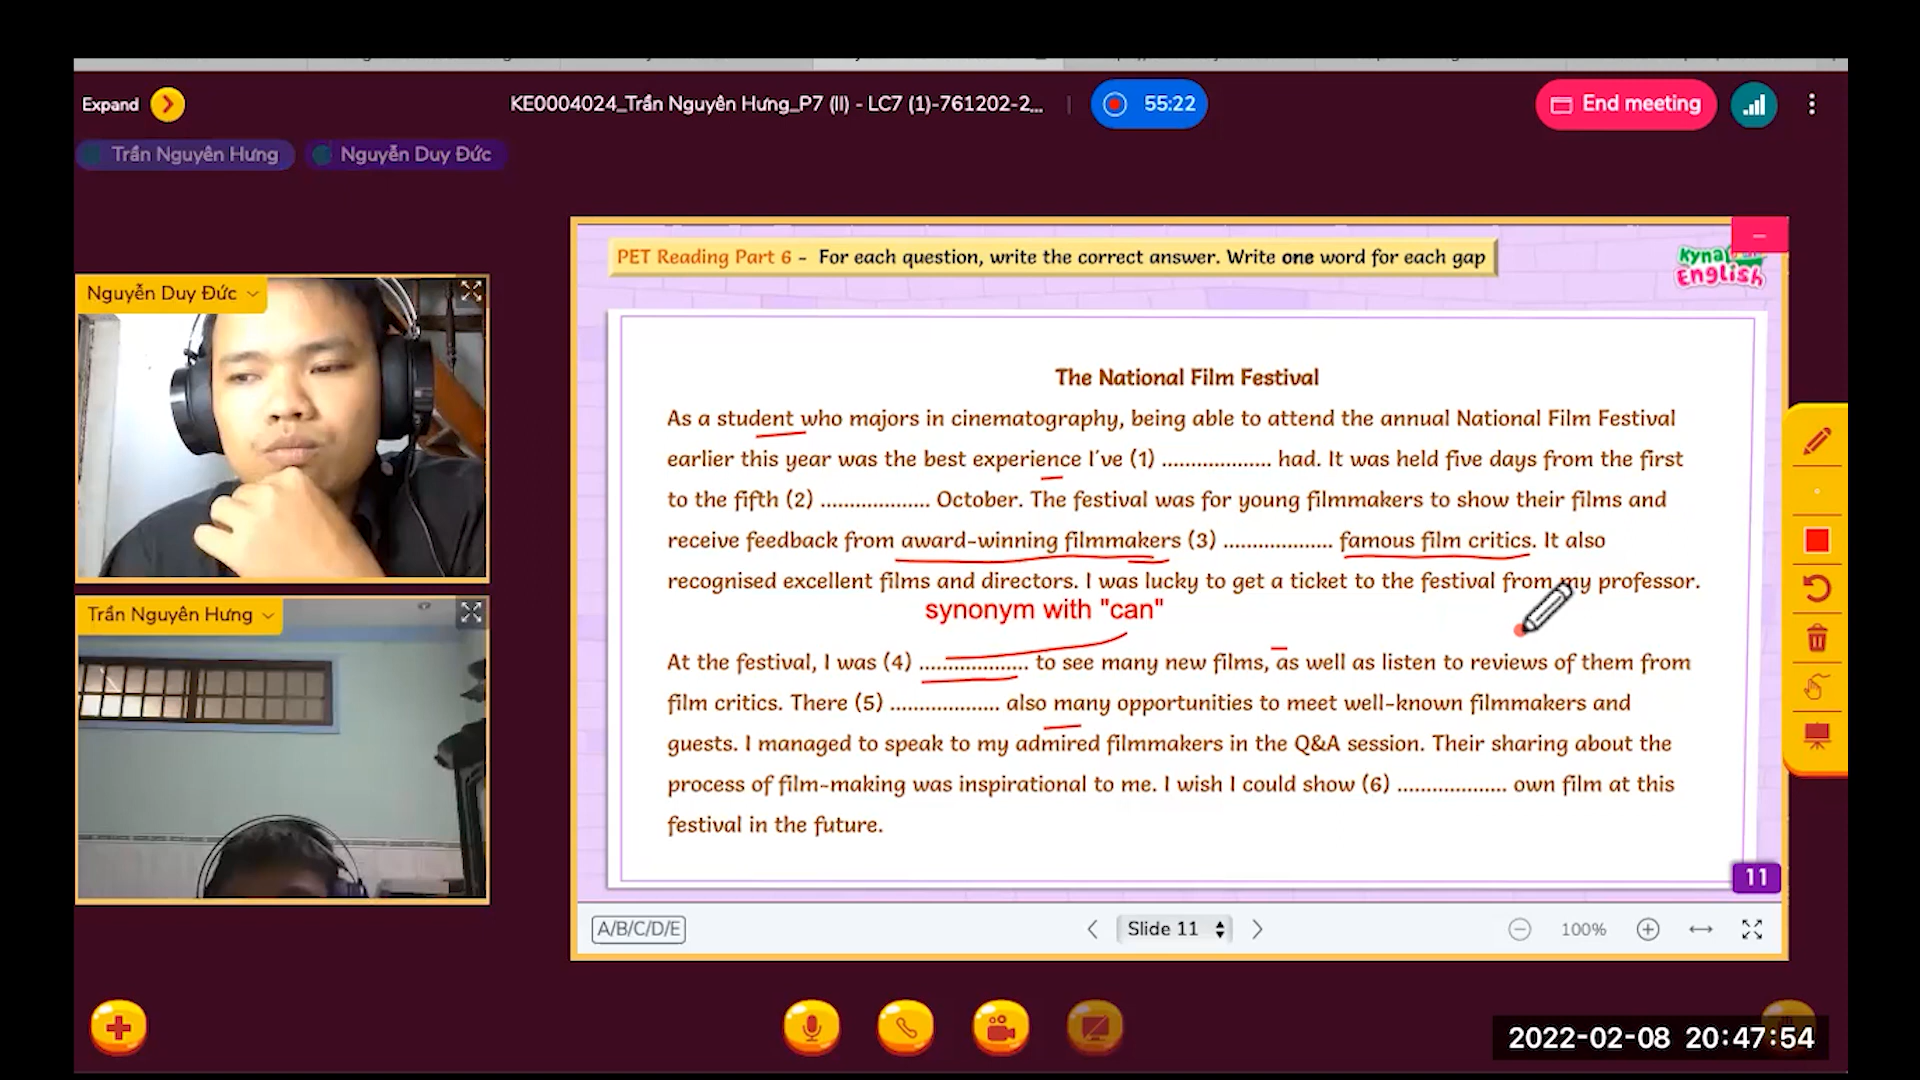 Expand
KE0004024_Trần Nguyên Hưng_P7 (II) - LC7 (1)-761202-2...
55:22
End meeting
Trần Nguyên Hưng
Nguyễn Duy Đức
PET Reading Part 6 - For each question, write the correct answer. Write one word for each gap
Kyna
English
Nguyễn Duy Đức
The National Film Festival
As a student who majors in cinematography, being able to attend the annual National Film Festival
earlier this year was the best experience I've (1) ................... had. It was held five days from the first
to the fifth (2) ................... October. The festival was for young filmmakers to show their films and
receive feedback from award-winning filmmakers (3) ................... famous film critics. It also
recognised excellent films and directors. I was lucky to get a ticket to the festival from my professor.
synonym with "can"
Trần Nguyên Hưng
At the festival, I was (4) ................... to see many new films, as well as listen to reviews of them from
film critics. There (5) ................... also many opportunities to meet well-known filmmakers and
guests. I managed to speak to my admired filmmakers in the Q&A session. Their sharing about the
process of film-making was inspirational to me. I wish I could show (6) ................... own film at this
festival in the future.
11
A/B/C/D/E
Slide 11
100%
2022-02-08 20:47:54